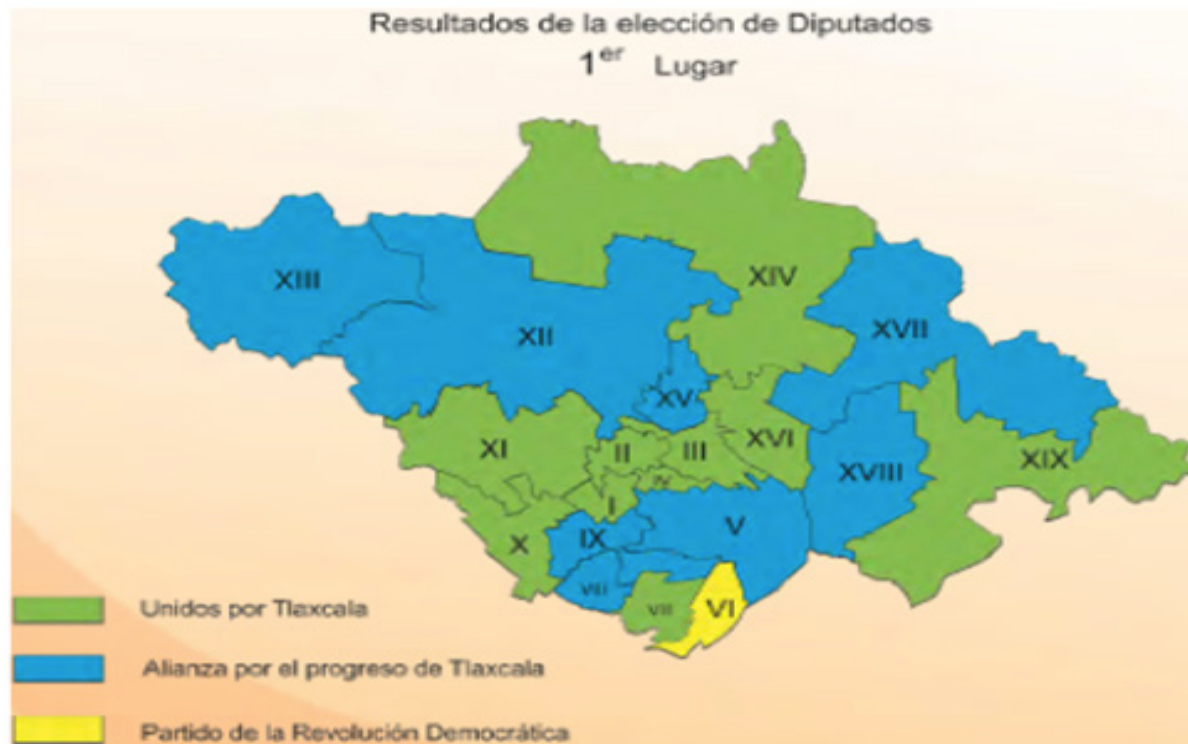 Resultados de la elección de Diputados
1er Lugar
XIV
XIII
XVII
XII
XV
XVI
XI
II
III
XIX
XVIII
IV
I
V
IX
X
VIII
VII
VI
Unidos por Tlaxcala
Alianza por el progreso de Tlaxcala
Partido de la Revolución Democrática